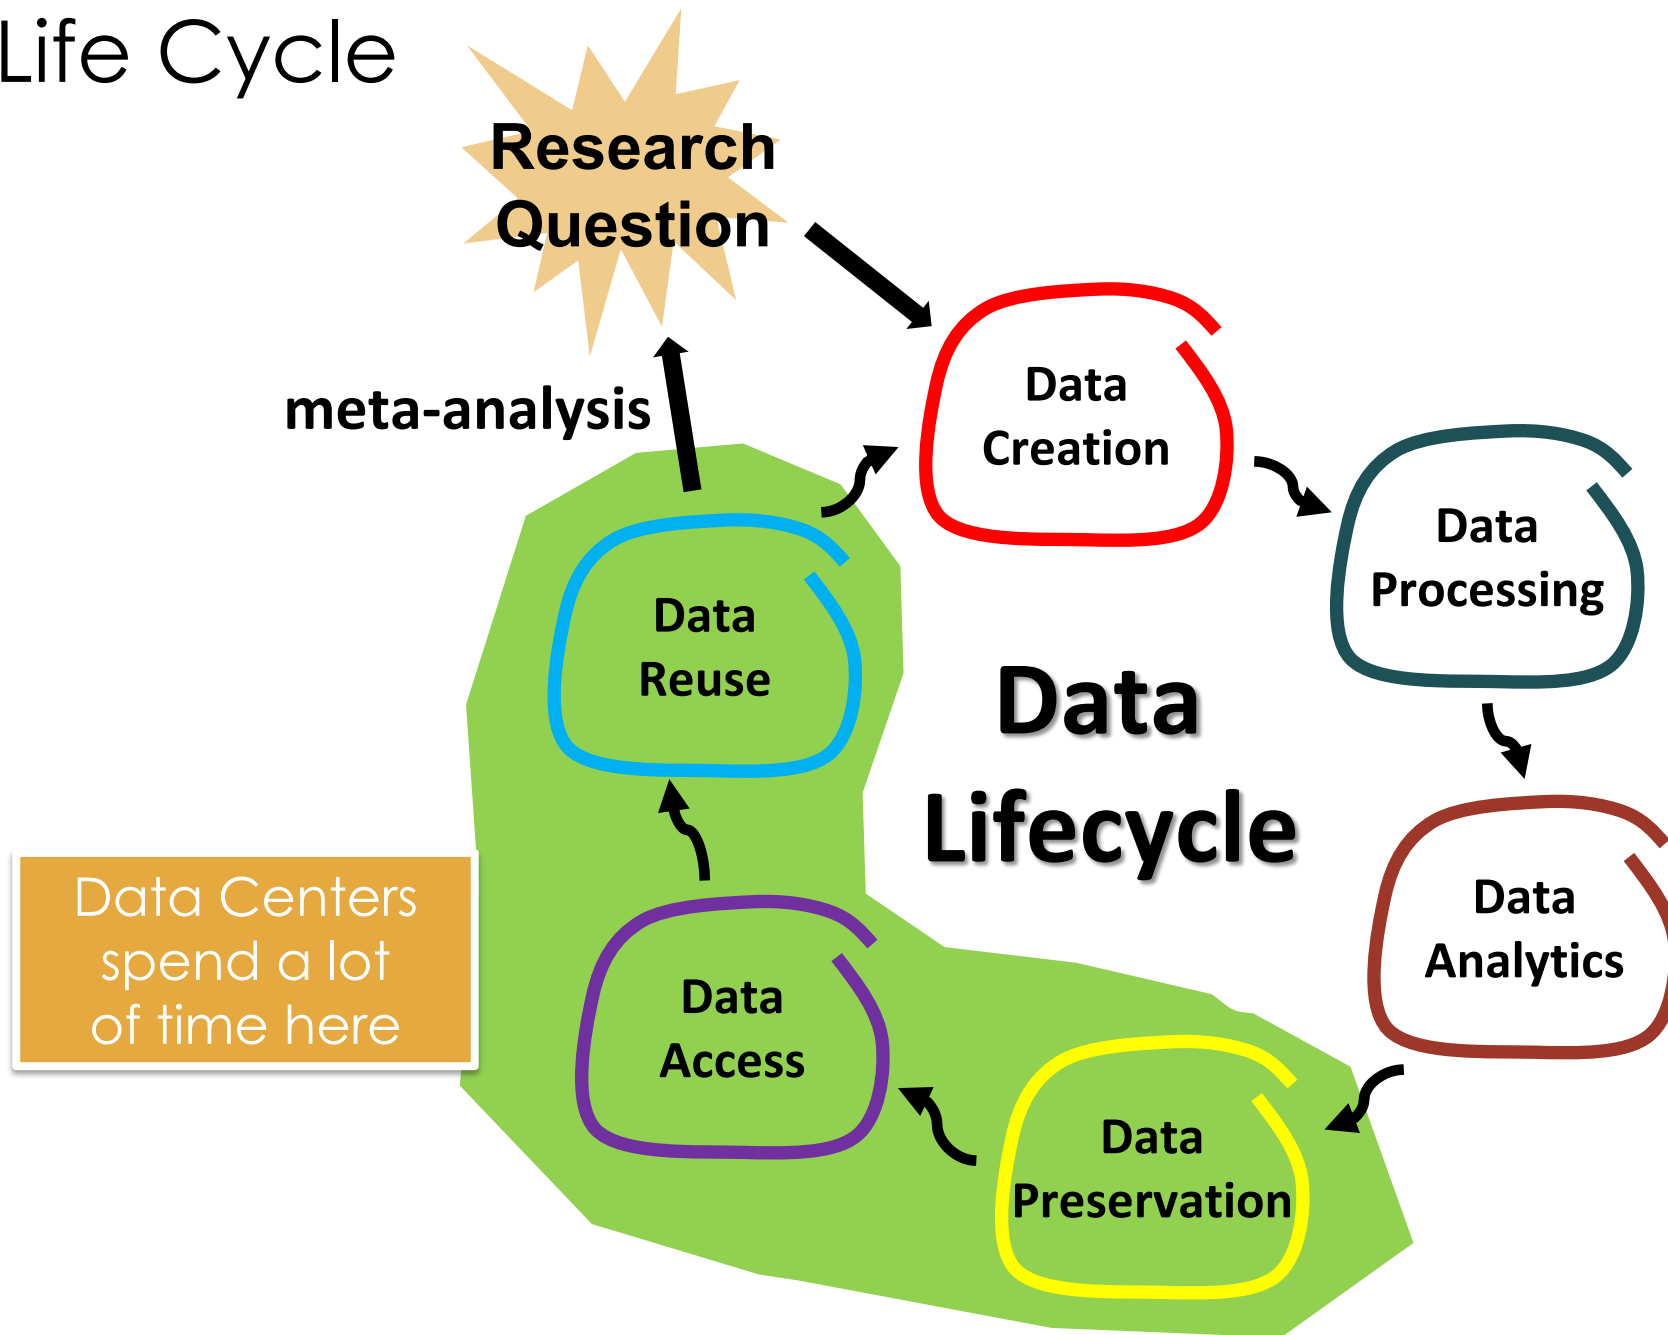 Life Cycle
Research
Question
meta-analysis
Data
Creation
Data
Processing
Data
Reuse
Data
Lifecycle
Data Centers
spend a lot
of time here
Data
Analytics
Data
Access
Data
Preservation